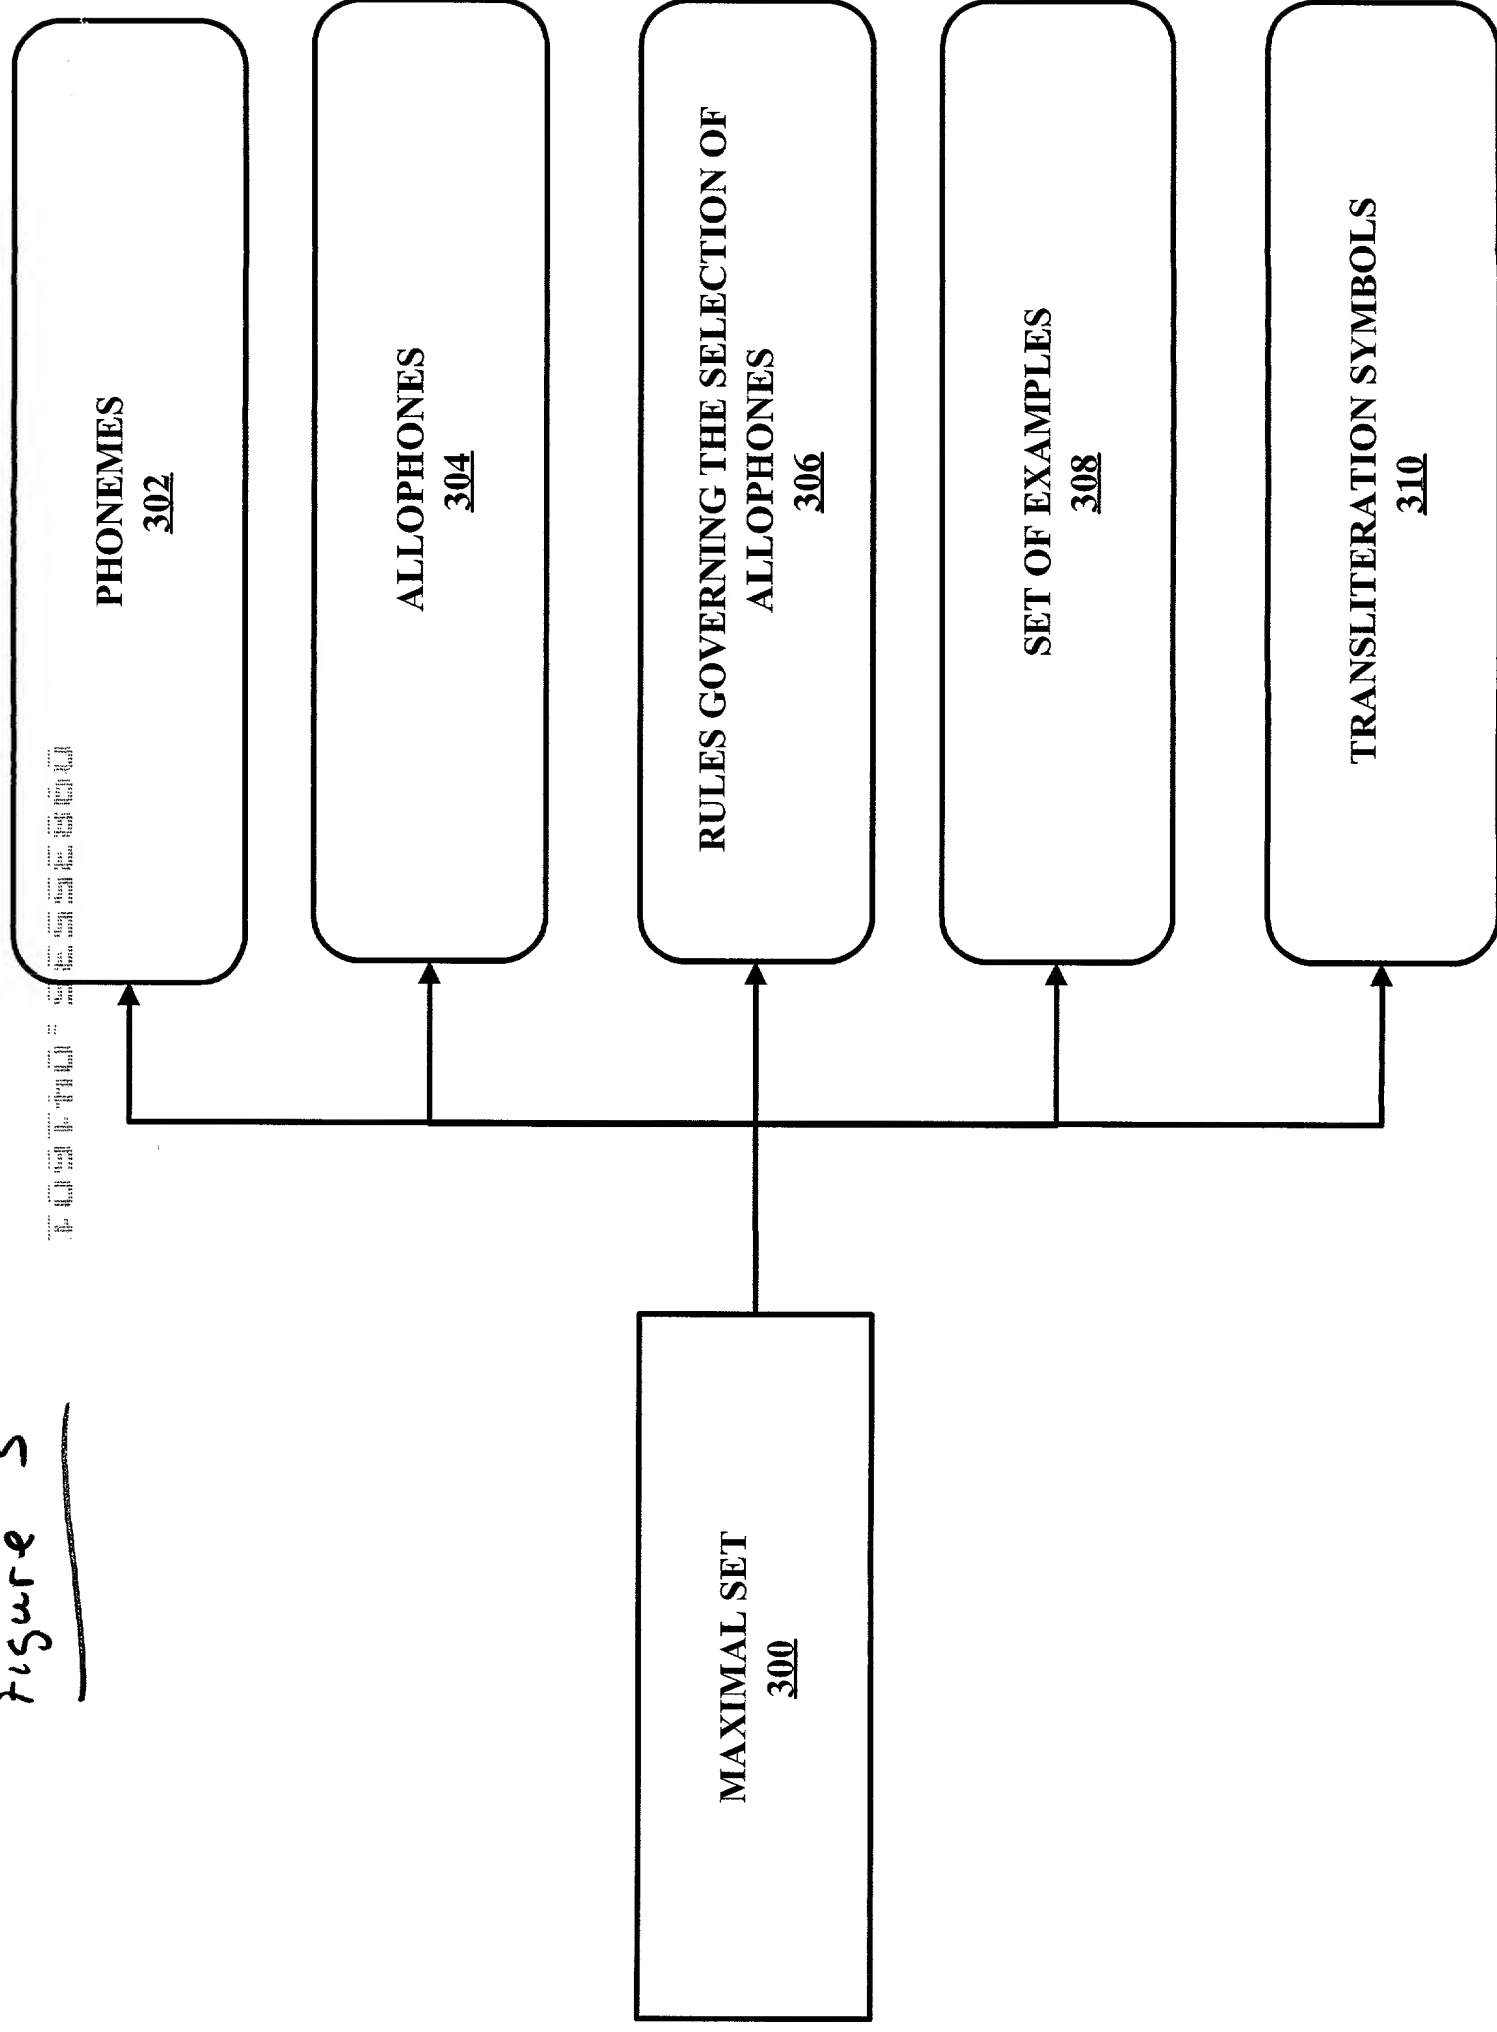 Figure
PHONEMES
302
ALLOPHONES
304
RULES GOVERNING THE SELECTION OF
ALLOPHONES
306
MAXIMAL SET
300
SET OF EXAMPLES
308
TRANSLITERATION SYMBOLS
310